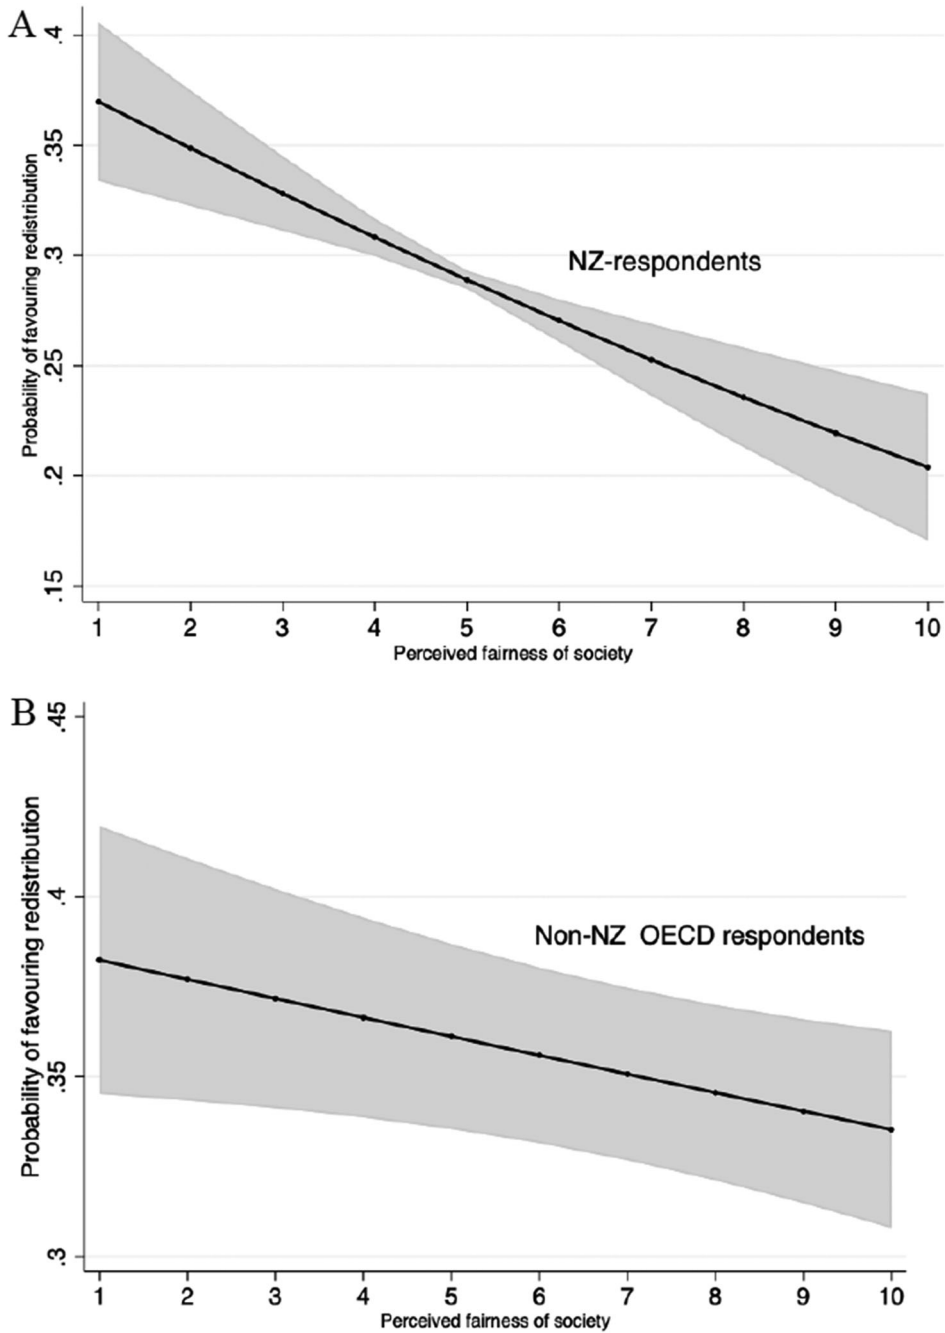 A
.4
.35
.3
.25
.2
.15
Probability of favouring redistribution
NZ-respondents
1 2 3 4 5 6 7 8 9 10
Perceived fairness of society
B
.45
.4
.35
.3
Probability of favouring redistribution
Non-NZ OECD respondents
1 2 3 4 5 6 7 8 9 10
Perceived fairness of society